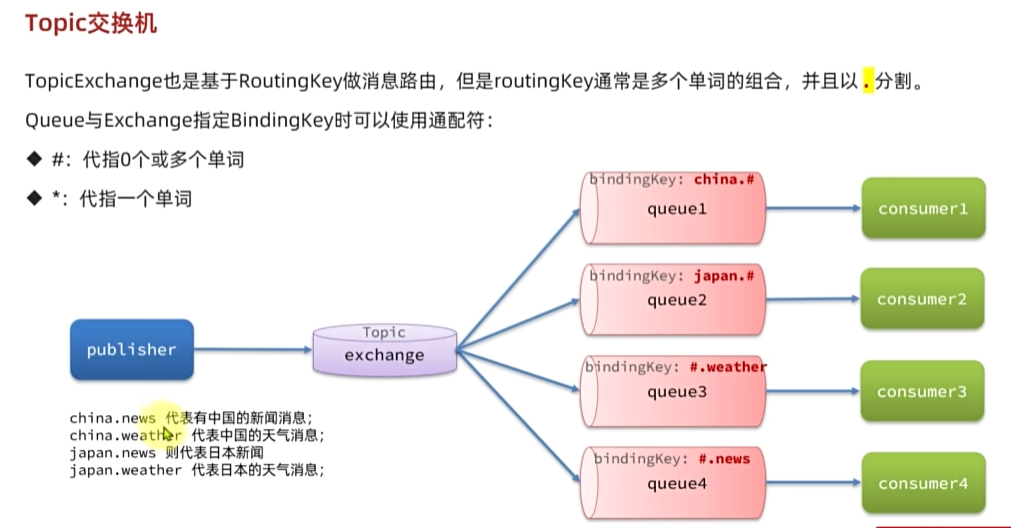 Topic交换机
TopicExchange也是基于RoutingKey做消息路由，但是routingKey通常是多个单词的组合，并且以 . 分割。
Queue与Exchange指定BindingKey时可以使用通配符：
◆ #：代指0个或多个单词
◆ *：代指一个单词
bindingKey: china.#
queue1
consumer1
bindingKey: japan.#
queue2
consumer2
publisher
Topic
exchange
bindingKey: #.weather
queue3
consumer3
china.news 代表有中国的新闻消息;
china.weather 代表中国的天气消息;
japan.news 则代表日本新闻
japan.weather 代表日本的天气消息;
bindingKey: #.news
queue4
consumer4